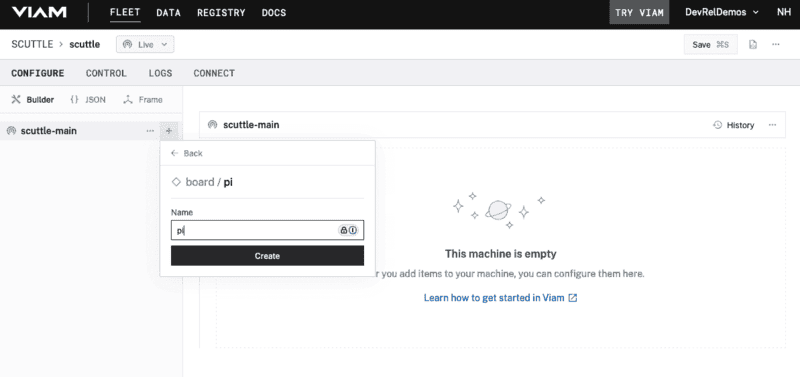 VIAM FLEET DATA REGISTRY DOCS TRY VIAM DevRelDemos NH
SCUTTLE > scuttle Live Save ⌘S ...
CONFIGURE CONTROL LOGS CONNECT
Builder {} JSON Frame
scuttle-main ... +
scuttle-main History ...
← Back
board / pi
Name
pi
Create
This machine is empty
r you add items to your machine, you can configure them here.
Learn how to get started in Viam